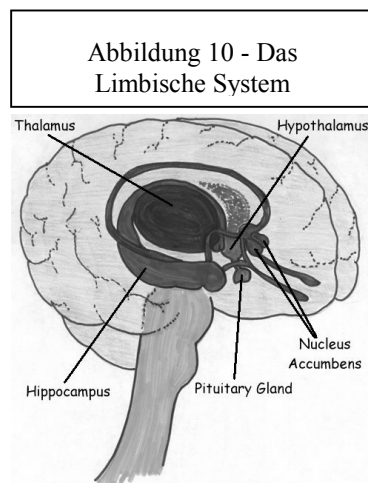 Abbildung 10 - Das
Limbische System
Thalamus
Hypothalamus
Nucleus
Accumbens
Pituitary Gland
Hippocampus